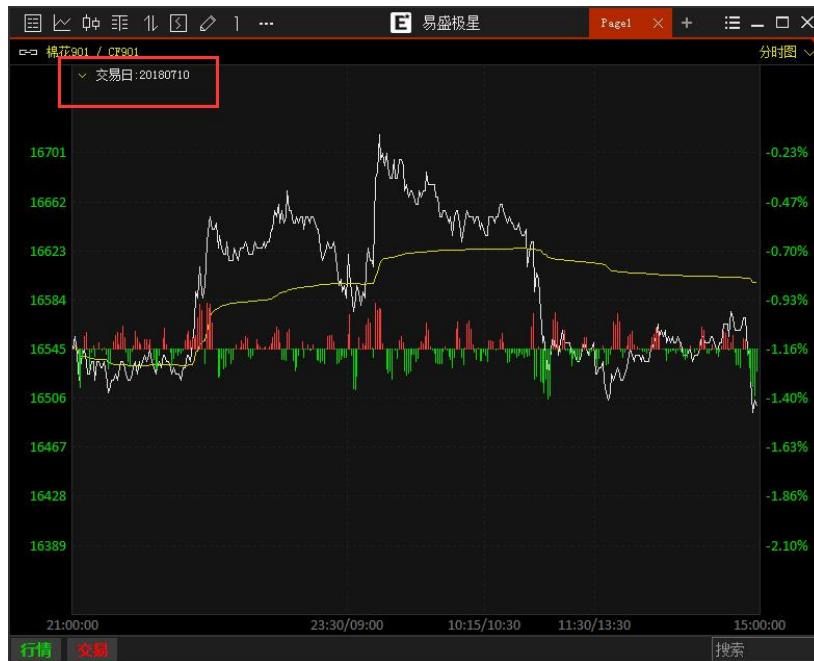 易盛极星
Page1
棉花901 / CF901
分时图
交易日:20180710
16701
-0.23%
16662
-0.47%
16623
-0.70%
16584
-0.93%
16545
-1.16%
16506
-1.40%
16467
-1.63%
16428
-1.86%
16389
-2.10%
21:00:00
23:30/09:00
10:15/10:30
11:30/13:30
15:00:00
行情
交易
搜索